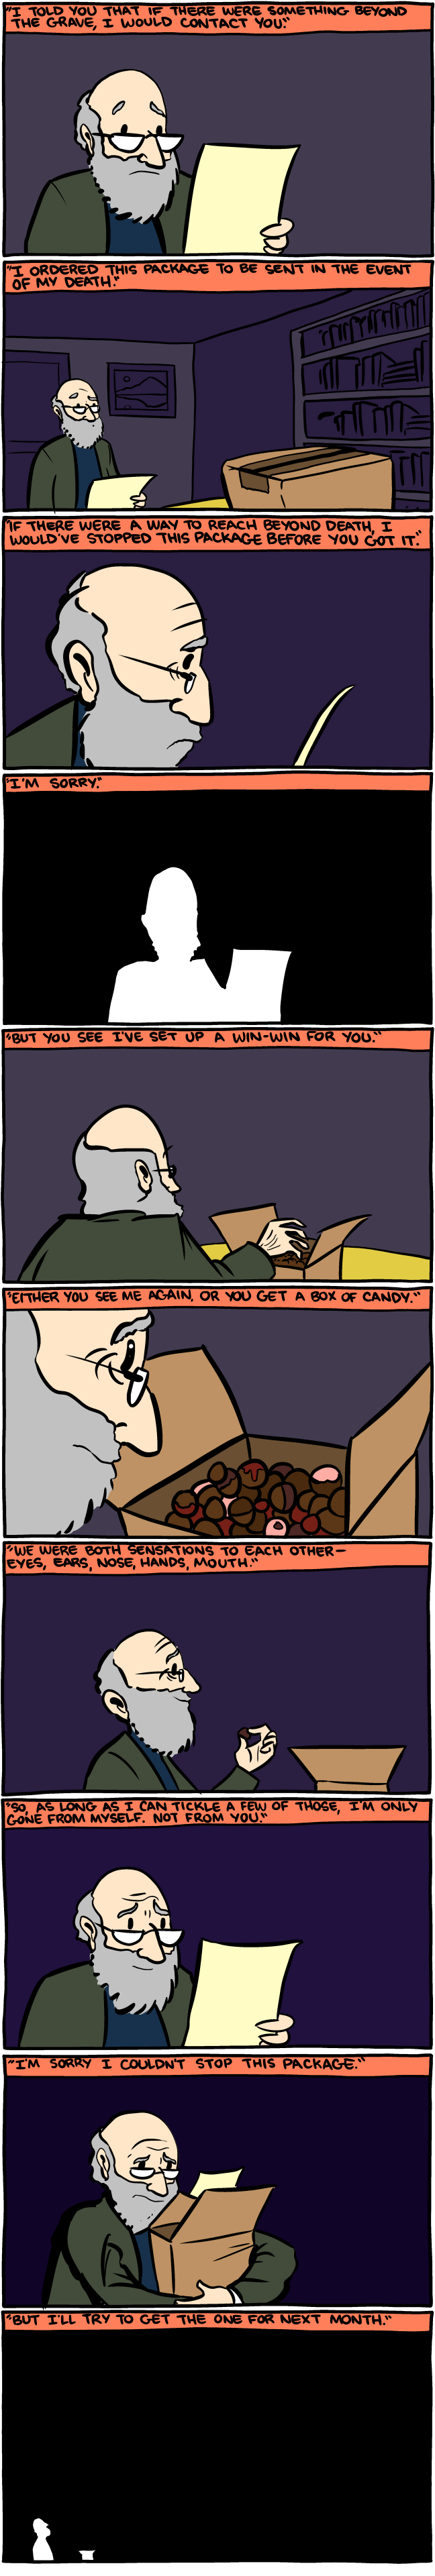 "I TOLD YOU THAT IF THERE WERE SOMETHING BEYOND
THE GRAVE, I WOULD CONTACT YOU."
"I ORDERED THIS PACKAGE TO BE SENT IN THE EVENT
OF MY DEATH."
"IF THERE WERE A WAY TO REACH BEYOND DEATH, I
WOULD'VE STOPPED THIS PACKAGE BEFORE YOU GOT IT."
"I'M SORRY."
"BUT YOU SEE I'VE SET UP A WIN-WIN FOR YOU."
"EITHER YOU SEE ME AGAIN, OR YOU GET A BOX OF CANDY."
"WE WERE BOTH SENSATIONS TO EACH OTHER—
EYES, EARS, NOSE, HANDS, MOUTH."
"SO, AS LONG AS I CAN TICKLE A FEW OF THOSE, I'M ONLY
GONE FROM MYSELF. NOT FROM YOU."
"I'M SORRY I COULDN'T STOP THIS PACKAGE."
"BUT I'LL TRY TO GET THE ONE FOR NEXT MONTH."